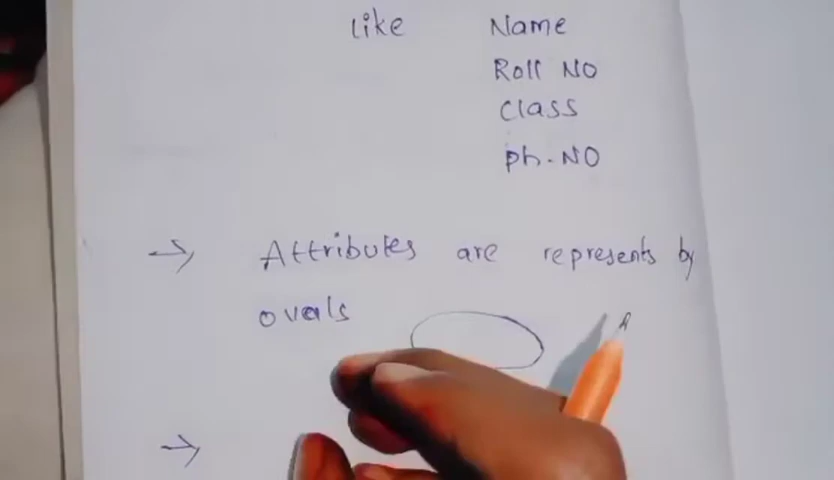 like Name
Roll NO
class
ph-NO
→ Attributes are represents by
ovals
→